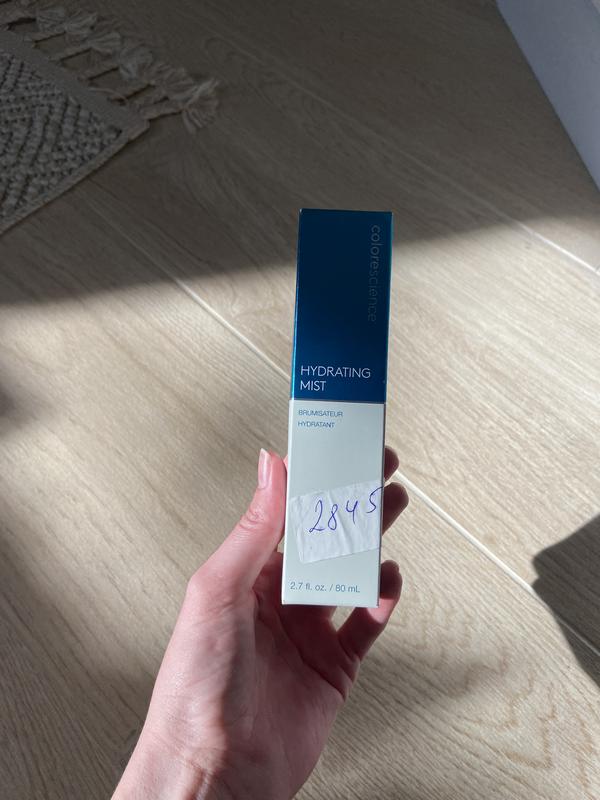 colorescience
HYDRATING
MIST
BRUMISATEUR
HYDRATANT
2845
2.7 fl. oz. / 80 mL